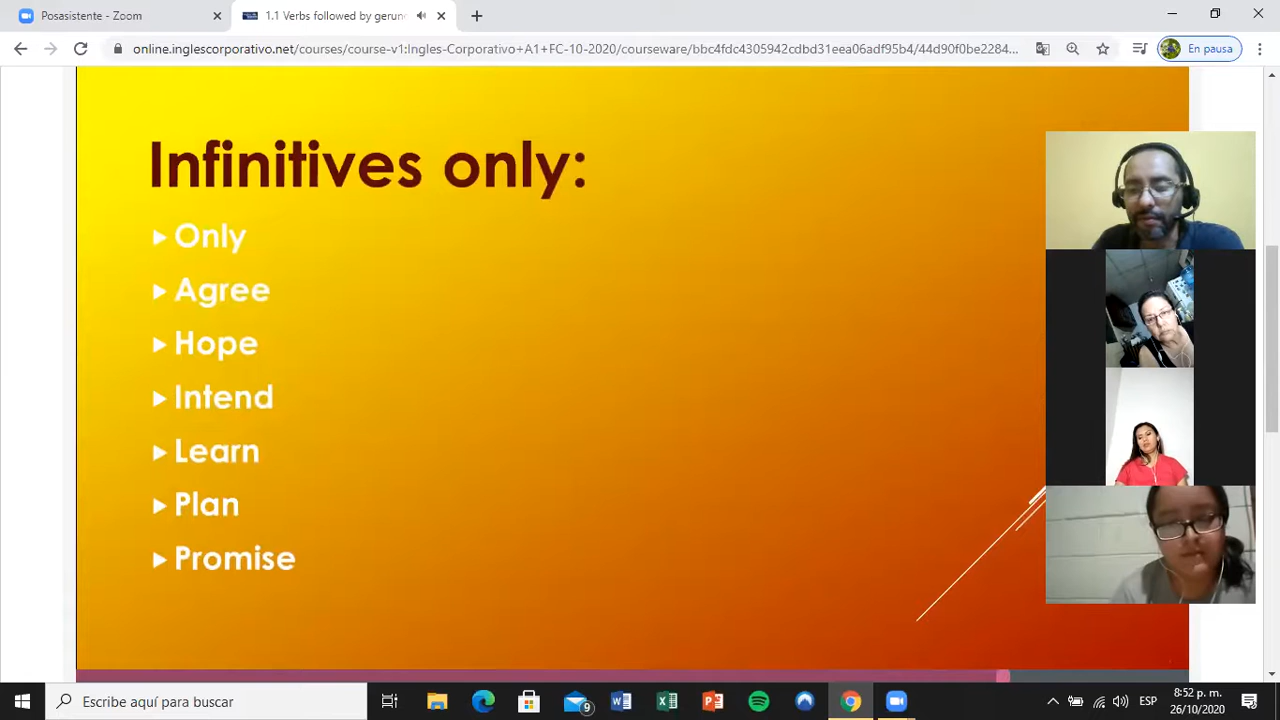 Posasistente - Zoom
1.1 Verbs followed by gerund
online.inglescorporativo.net/courses/course-v1:Ingles-Corporativo+A1+FC-10-2020/courseware/bbc4fdc4305942cdbd31eea06adf95b4/44d90f0be2284...
En pausa
Infinitives only:
Only
Agree
Hope
Intend
Learn
Plan
Promise
Escribe aquí para buscar
9
ESP
8:52 p. m.
26/10/2020